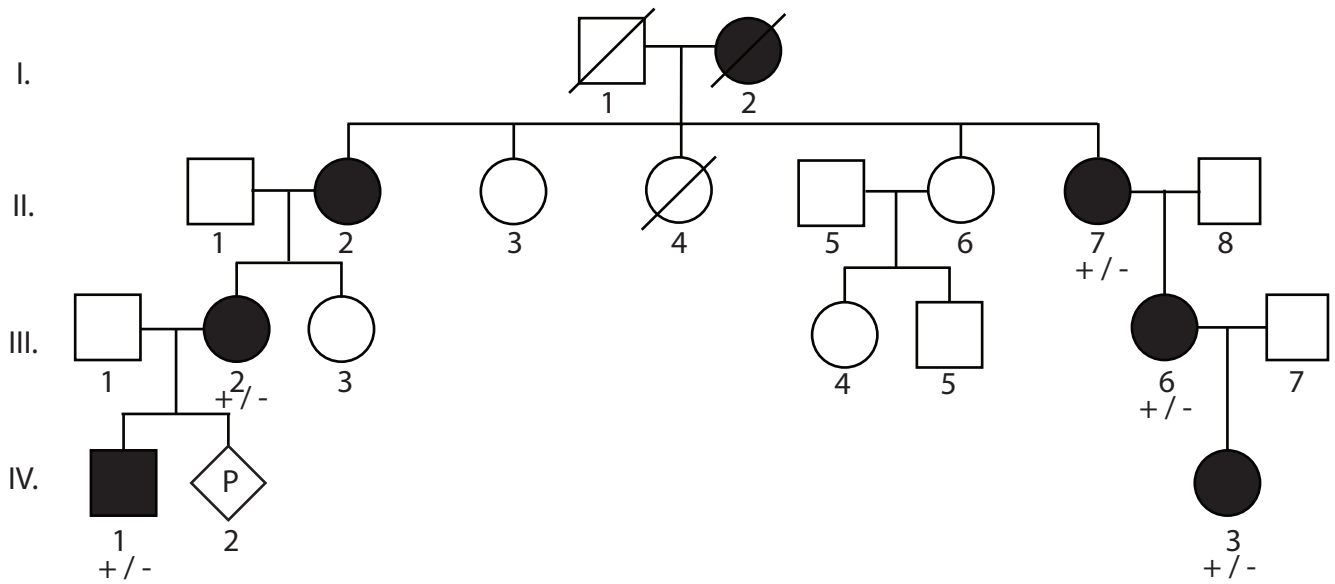 I.
1 2
II.
1 2 3 4 5 6 7 8
+ / -
III.
1 2 3 4 5 6 7
+ / - + / -
IV.
P
1 2 3
+ / - + / -